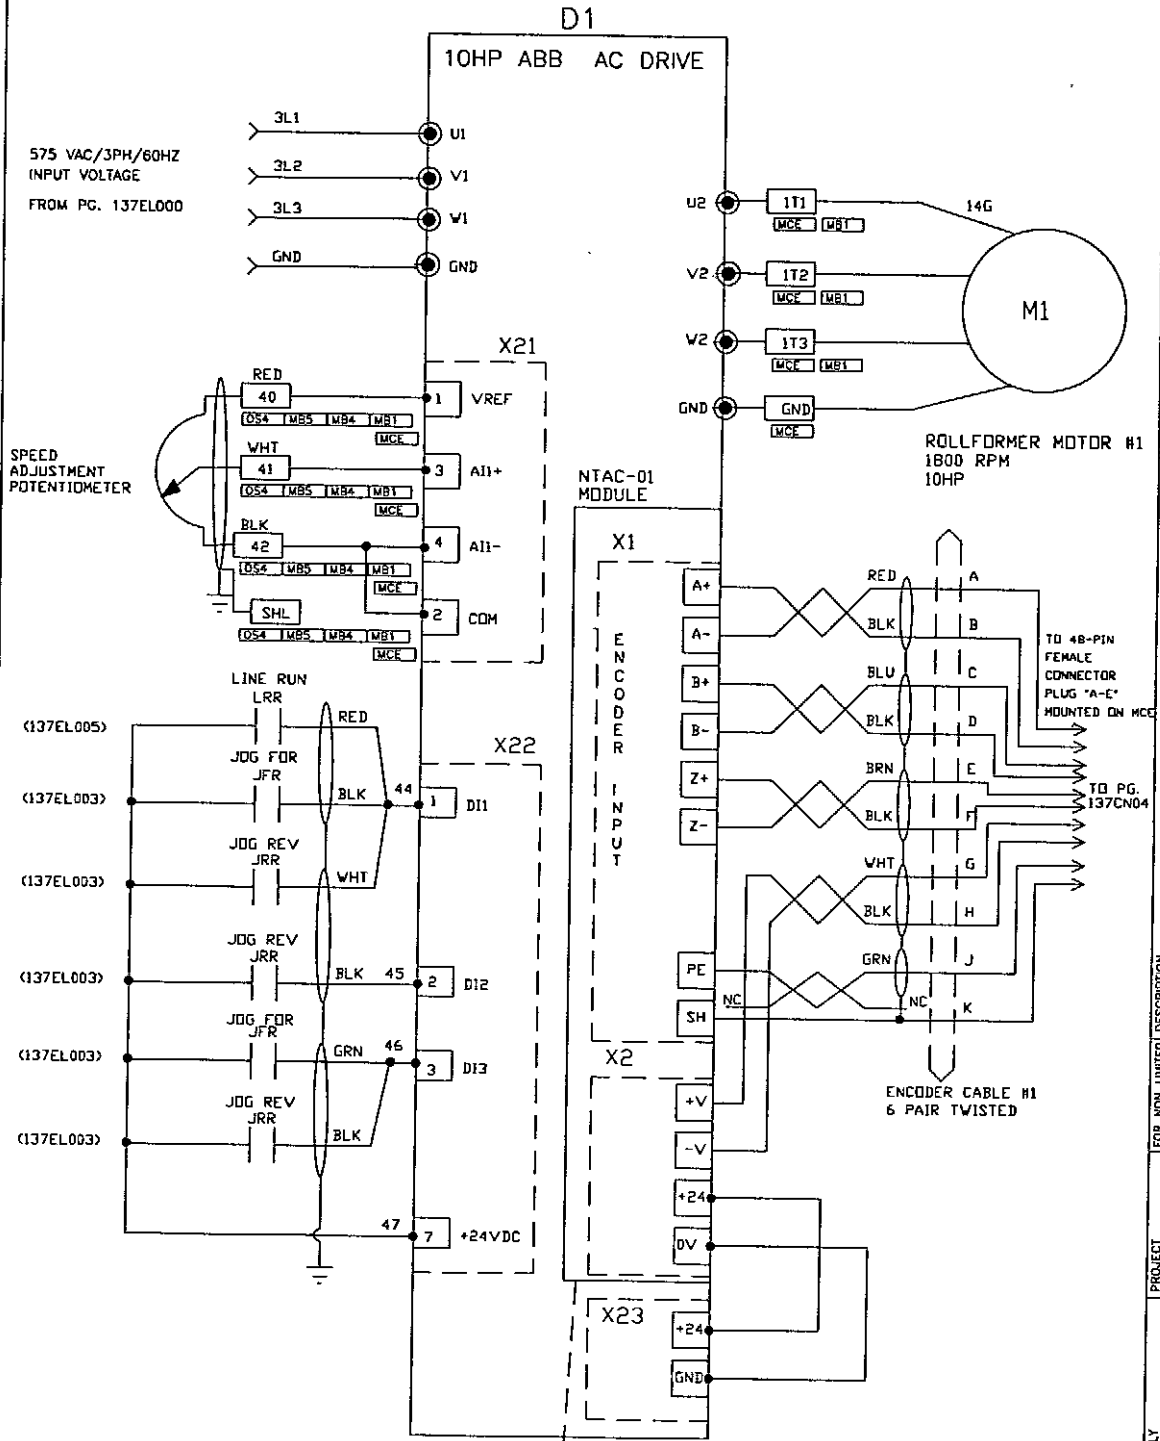 D1
10HP ABB AC DRIVE
575 VAC/3PH/60HZ
INPUT VOLTAGE
FROM PG. 137EL000
3L1
U1
3L2
V1
3L3
W1
GND
GND
U2
1T1
MCE MB1
14G
V2
1T2
MCE MB1
W2
1T3
MCE MB1
GND
GND
MCE
M1
ROLLFORMER MOTOR #1
1800 RPM
10HP
X21
SPEED
ADJUSTMENT
POTENTIOMETER
RED
40
1 VREF
OS4 MB5 MB4 MB1
MCE
WHT
41
3 AI1+
OS4 MB5 MB4 MB1
MCE
BLK
42
4 AI1-
OS4 MB5 MB4 MB1
MCE
SHL
2 COM
OS4 MB5 MB4 MB1
MCE
X22
LINE RUN
LRR
(137EL005)
RED
JOG FOR
JFR
(137EL003)
BLK
44
1 DI1
JOG REV
JRR
(137EL003)
WHT
JOG REV
JRR
(137EL003)
BLK
45
2 DI2
JOG FOR
JFR
(137EL003)
GRN
46
3 DI3
JOG REV
JRR
(137EL003)
BLK
47
7 +24VDC
NTAC-01
MODULE
X1
ENCODER INPUT
A+
RED
A
A-
BLK
B
B+
BLU
C
B-
BLK
D
Z+
BRN
E
Z-
BLK
F
WHT
G
BLK
H
PE
GRN
J
NC
NC
SH
K
TO 48-PIN
FEMALE
CONNECTOR
PLUG "A-E"
MOUNTED ON MCE
TO PG.
137CN04
ENCODER CABLE #1
6 PAIR TWISTED
X2
+V
-V
+24
0V
X23
+24
GND
DESCRIPTION
PROJECT